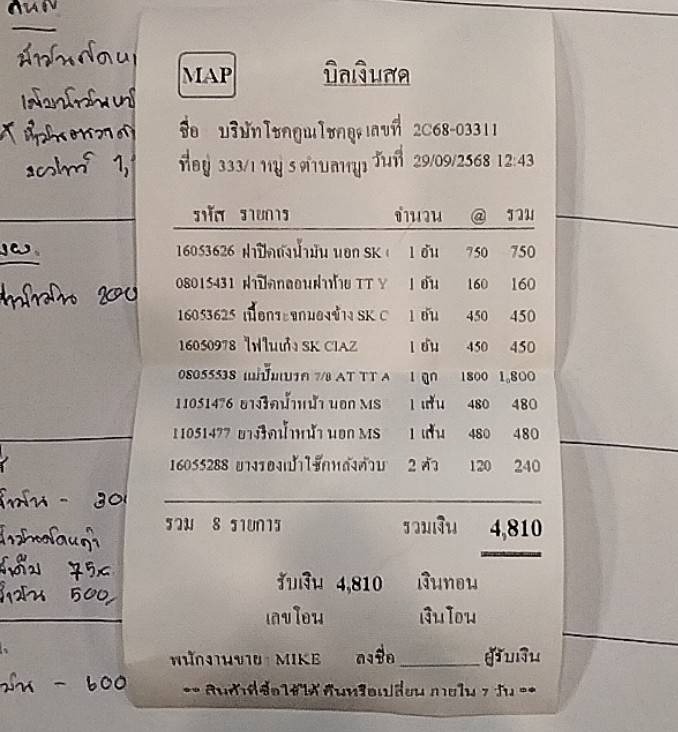 MAP
บิลเงินสด
ชื่อ บริษัทโชคคูณโชคถูร เลขที่ 2C68-03311
ที่อยู่ 333/1 หมู่ 5 ตำบล วันที่ 29/09/2568 12:43
รหัส รายการ จำนวน @ รวม
16053626 ฝาปิดถังน้ำมัน นอก SK 1 อัน 750 750
08015431 ฝาปิดกลอนฝาท้าย TT Y 1 อัน 160 160
16053625 เนื้อกระจกมองข้าง SK C 1 อัน 450 450
16050978 ไฟในเก๋ง SK CIAZ 1 อัน 450 450
08055538 แม่ปั๊มเบรค 7/8 AT TT A 1 ลูก 1800 1,800
11051476 ยางรีดน้ำหน้า นอก MS 1 เส้น 480 480
11051477 ยางรีดน้ำหน้า นอก MS 1 เส้น 480 480
16055288 ยางรองเบ้าโช๊คหลังตัวบ 2 ตัว 120 240
รวม 8 รายการ รวมเงิน 4,810
รับเงิน 4,810 เงินทอน
เลขโอน เงินโอน
พนักงานขาย MIKE ลงชื่อ ผู้รับเงิน
** สินค้าที่ซื้อใช้ได้ คืนหรือเปลี่ยน ภายใน 7 วัน **
200
300
500
- 600